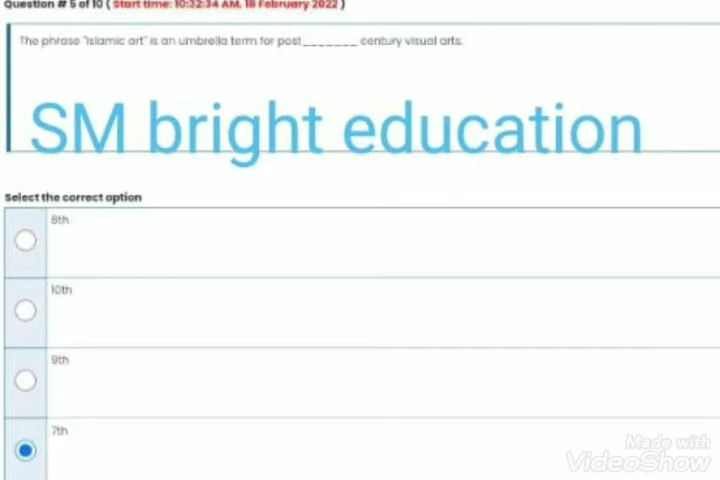 Question # 5 of 10 ( Start time: 10:32:34 AM, 18 February 2022 )
The phrase "Islamic art" is an umbrella term for post_______ century visual arts.
SM bright education
Select the correct option
8th
10th
9th
7th
Made with
VideoShow